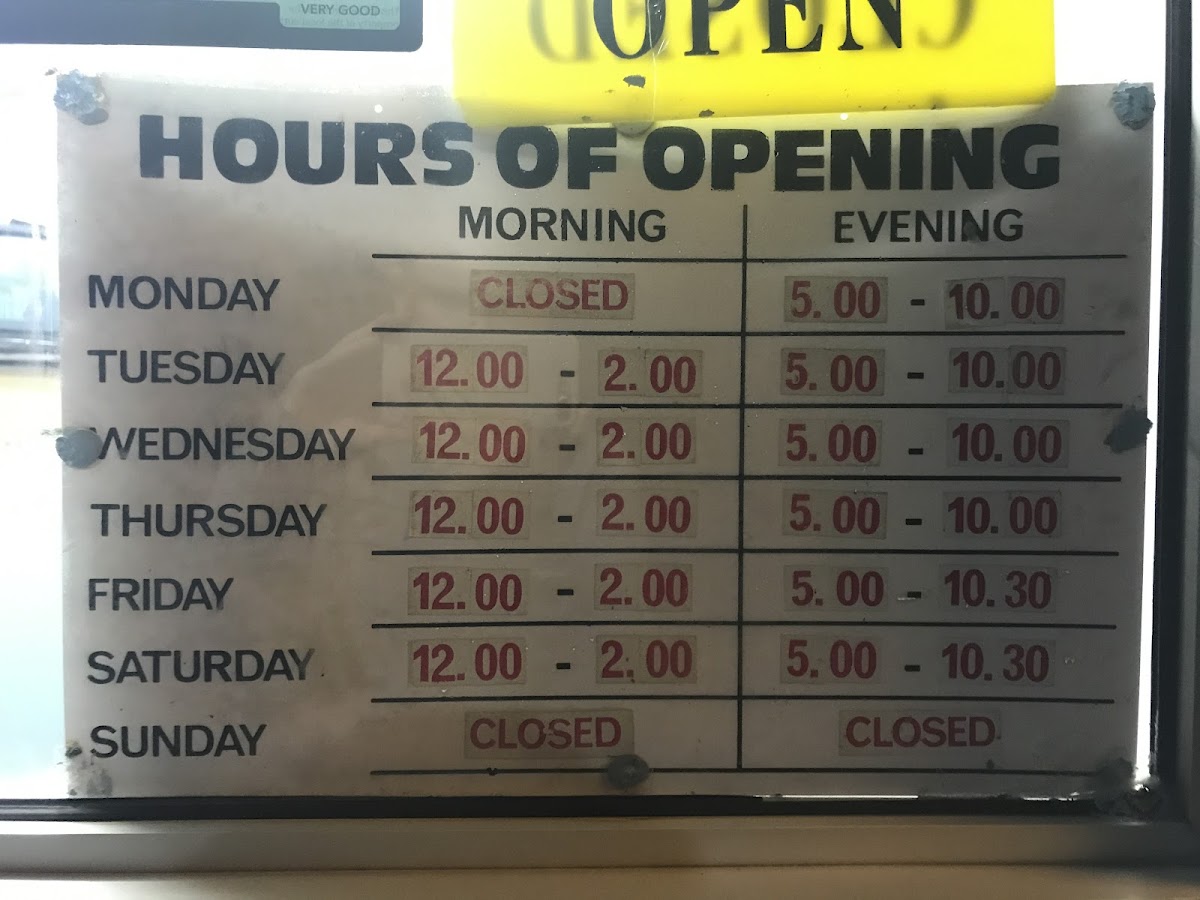 VERY GOOD
OPEN
HOURS OF OPENING
MORNING EVENING
MONDAY CLOSED 5.00 - 10.00
TUESDAY 12.00 - 2.00 5.00 - 10.00
WEDNESDAY 12.00 - 2.00 5.00 - 10.00
THURSDAY 12.00 - 2.00 5.00 - 10.00
FRIDAY 12.00 - 2.00 5.00 - 10.30
SATURDAY 12.00 - 2.00 5.00 - 10.30
SUNDAY CLOSED CLOSED